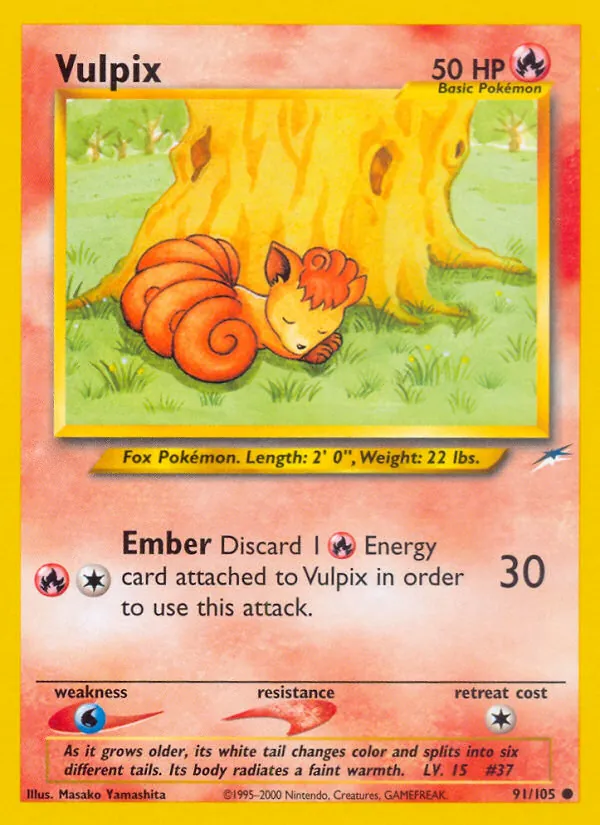 Vulpix
50 HP
Basic Pokémon
Fox Pokémon. Length: 2' 0", Weight: 22 lbs.
Ember Discard 1 Energy
card attached to Vulpix in order
to use this attack.
30
weakness
resistance
retreat cost
As it grows older, its white tail changes color and splits into six
different tails. Its body radiates a faint warmth. LV. 15 #37
Illus. Masako Yamashita
©1995-2000 Nintendo, Creatures, GAMEFREAK.
91/105